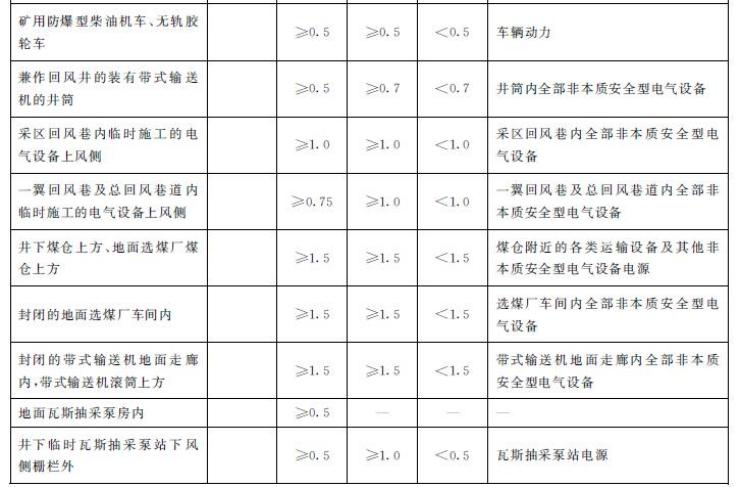 矿用防爆型柴油机车、无轨胶
轮车
≥0.5
≥0.5
<0.5
车辆动力
兼作回风井的装有带式输送
机的井筒
≥0.5
≥0.7
<0.7
井筒内全部非本质安全型电气设备
采区回风巷内临时施工的电
气设备上风侧
≥1.0
≥1.0
<1.0
采区回风巷内全部非本质安全型电
气设备
一翼回风巷及总回风巷道内
临时施工的电气设备上风侧
≥0.75
≥1.0
<1.0
一翼回风巷及总回风巷道内全部非
本质安全型电气设备
井下煤仓上方、地面选煤厂煤
仓上方
≥1.5
≥1.5
<1.5
煤仓附近的各类运输设备及其他非
本质安全型电气设备电源
封闭的地面选煤厂车间内
≥1.5
≥1.5
<1.5
选煤厂车间内全部非本质安全型电
气设备
封闭的带式输送机地面走廊
内,带式输送机滚筒上方
≥1.5
≥1.5
<1.5
带式输送机地面走廊内全部非本质
安全型电气设备
地面瓦斯抽采泵房内
≥0.5
—
—
—
井下临时瓦斯抽采泵站下风
侧栅栏外
≥0.5
≥1.0
<0.5
瓦斯抽采泵站电源